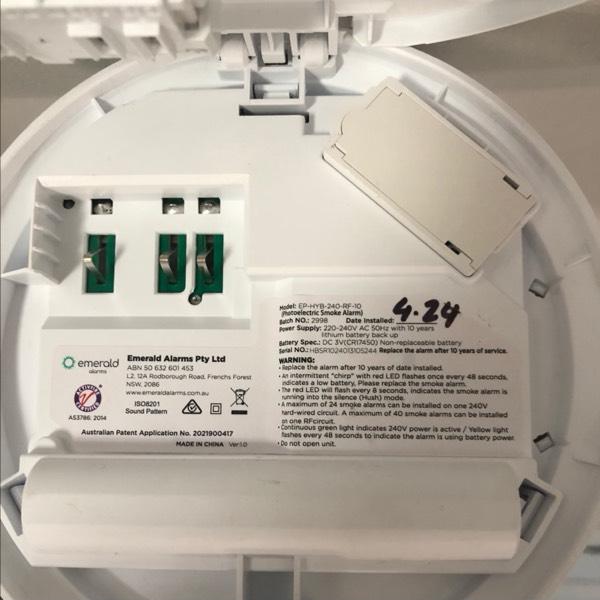 Model: EP-HYB-240-RF-10
(Photoelectric Smoke Alarm)
4.24
Batch NO.: 2998 Date Installed:
Power Supply: 220-240V AC 50Hz with 10 years
lithium battery back up
Battery Spec.: DC 3V(CR17450) Non-replaceable battery
Serial NO.: HBSR1024013105244 Replace the alarm after 10 years of service.
WARNING:
• Replace the alarm after 10 years of date installed.
• An intermittent "chirp" with red LED flashes once every 48 seconds,
indicates a low battery, Please replace the smoke alarm.
• The red LED will flash every 8 seconds, indicates the smoke alarm is
running into the silence (Hush) mode.
• A maximum of 24 smoke alarms can be installed on one 240V
hard-wired circuit. A maximum of 40 smoke alarms can be installed
on one RFcircuit.
• Continuous green light indicates 240V power is active / Yellow light
flashes every 48 seconds to indicate the alarm is using battery power.
• Do not open unit.
emerald
alarms
Emerald Alarms Pty Ltd
ABN 50 632 601 453
L2, 12A Rodborough Road, Frenchs Forest
NSW, 2086
www.emeraldalarms.com.au
ISO8201
Sound Pattern
AS3786: 2014
Australian Patent Application No. 2021900417
MADE IN CHINA Ver:1.0